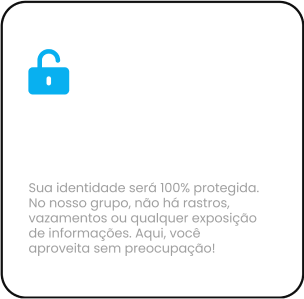 Sua identidade será 100% protegida.
No nosso grupo, não há rastros,
vazamentos ou qualquer exposição
de informações. Aqui, você
aproveita sem preocupação!